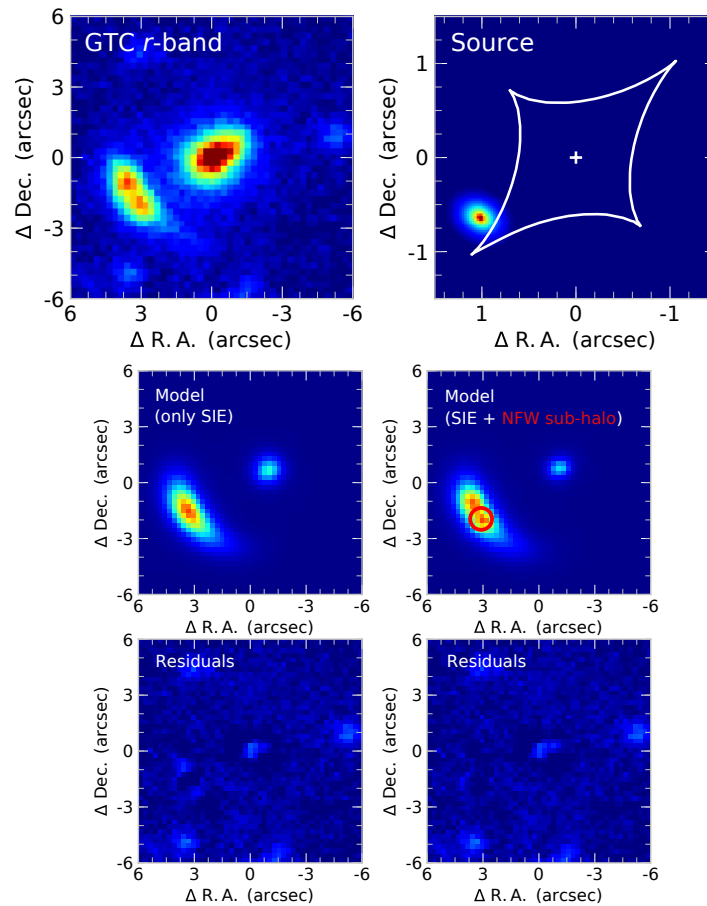 GTC r-band
Source
6
3
0
-3
-6
Δ Dec. (arcsec)
6 3 0 -3 -6
Δ R.A. (arcsec)
1
0
-1
Δ Dec. (arcsec)
1 0 -1
Δ R.A. (arcsec)
Model
(only SIE)
6
3
0
-3
-6
Δ Dec. (arcsec)
6 3 0 -3 -6
Δ R.A. (arcsec)
Model
(SIE + NFW sub-halo)
6
3
0
-3
-6
Δ Dec. (arcsec)
6 3 0 -3 -6
Δ R.A. (arcsec)
Residuals
6
3
0
-3
-6
Δ Dec. (arcsec)
6 3 0 -3 -6
Δ R.A. (arcsec)
Residuals
6
3
0
-3
-6
Δ Dec. (arcsec)
6 3 0 -3 -6
Δ R.A. (arcsec)